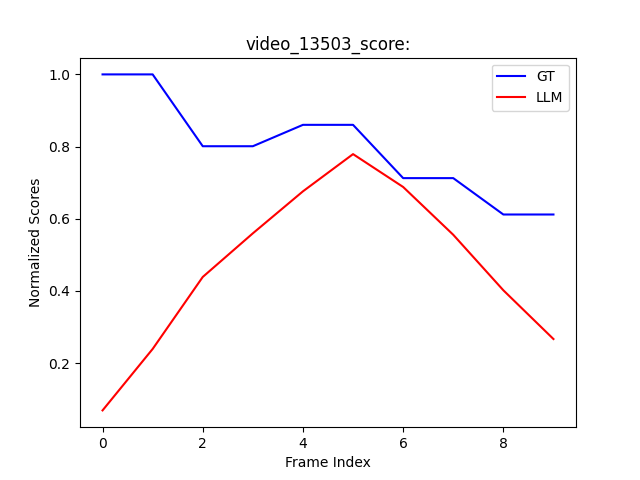 video_13503_score:
GT
LLM
Normalized Scores
1.0
0.8
0.6
0.4
0.2
0 2 4 6 8
Frame Index